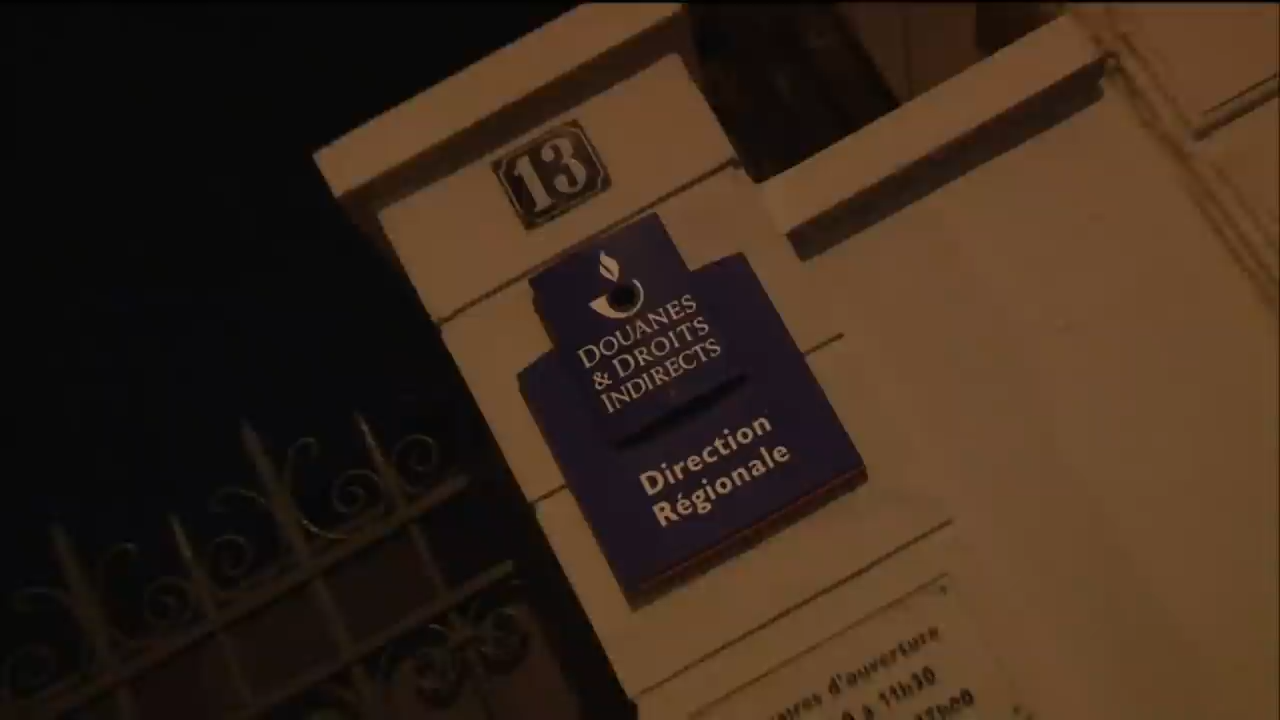 13
DOUANES
& DROITS
INDIRECTS
Direction
Régionale
d'ouverture
à 11h30